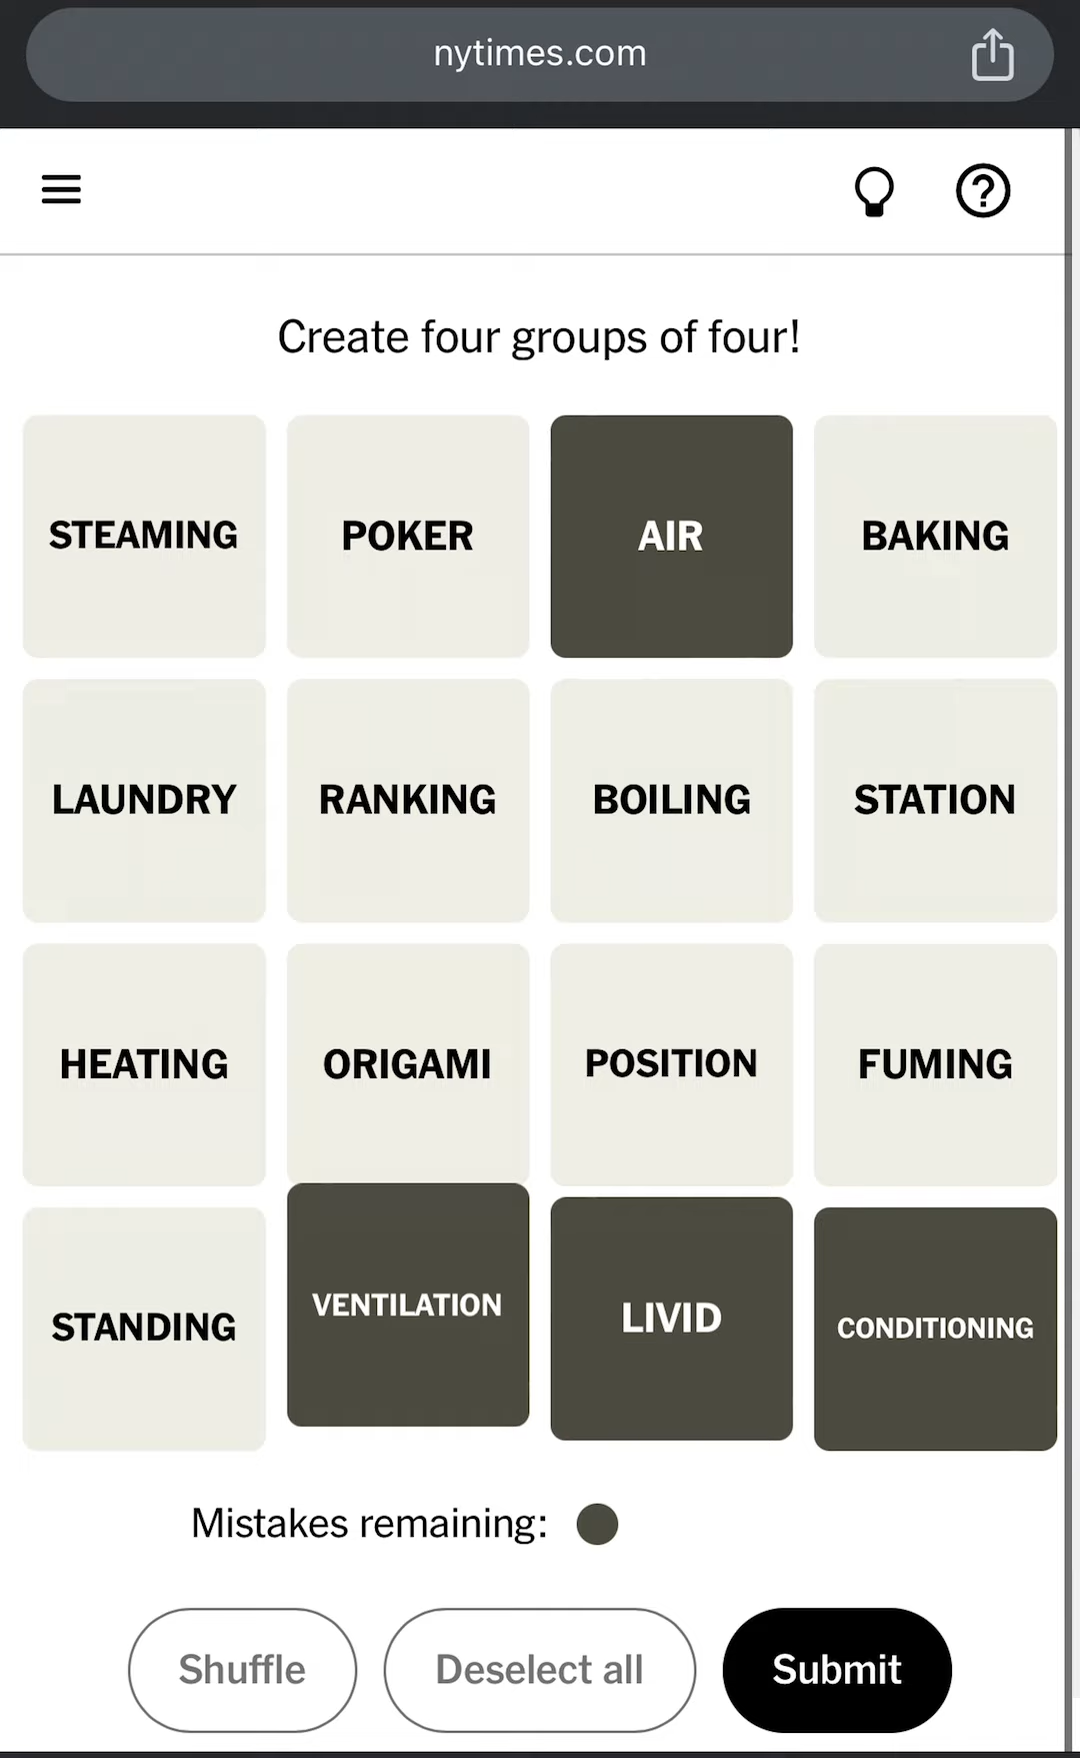 nytimes.com
Create four groups of four!
STEAMING POKER AIR BAKING
LAUNDRY RANKING BOILING STATION
HEATING ORIGAMI POSITION FUMING
STANDING VENTILATION LIVID CONDITIONING
Mistakes remaining:
Shuffle Deselect all Submit